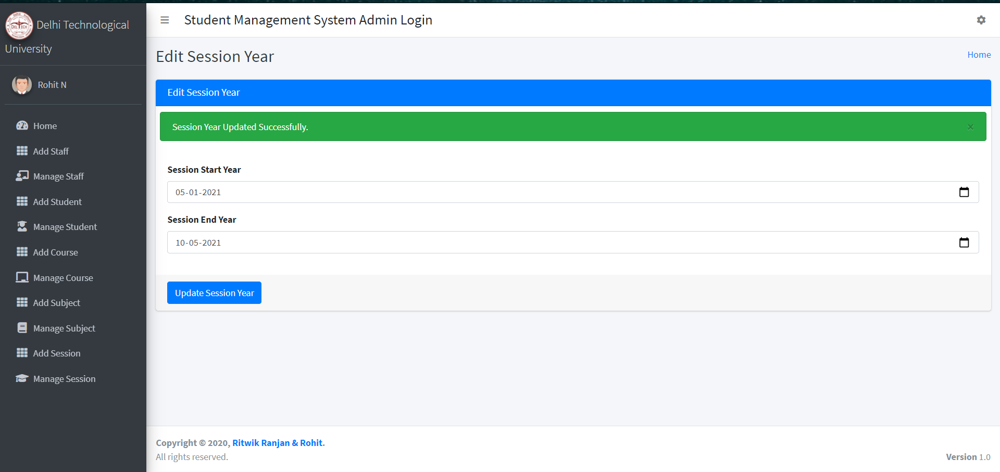 Delhi Technological
University
Rohit N
Home
Add Staff
Manage Staff
Add Student
Manage Student
Add Course
Manage Course
Add Subject
Manage Subject
Add Session
Manage Session
Student Management System Admin Login
Edit Session Year
Home
Edit Session Year
Session Year Updated Successfully.
×
Session Start Year
05-01-2021
Session End Year
10-05-2021
Update Session Year
Copyright © 2020, Ritwik Ranjan & Rohit.
All rights reserved.
Version 1.0